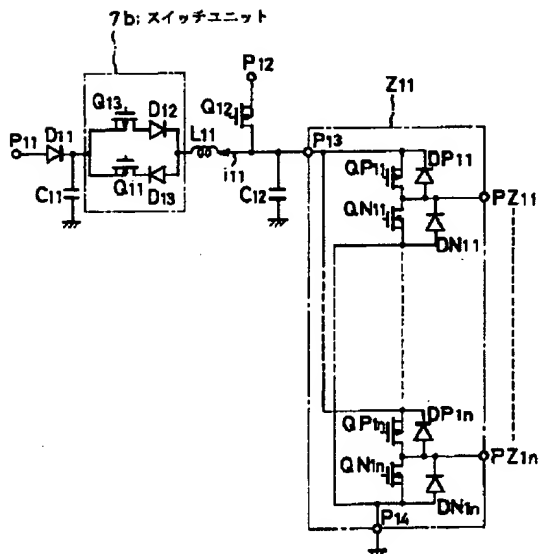 7b; スイッチユニット
P12
Z11
Q13
D12
L11
Q12
P11
D11
P13
QP11
DP11
C11
Q11
D13
i11
C12
QN11
PZ11
DN11
QP1n
DP1n
QN1n
PZ1n
DN1n
P14